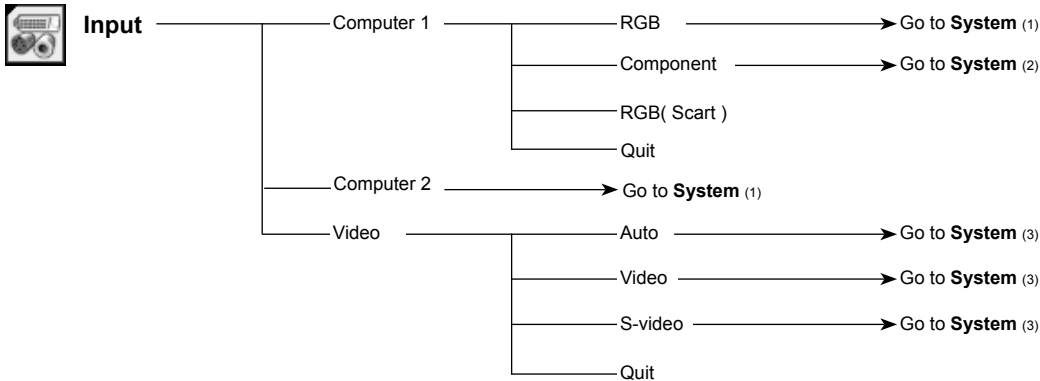 Input Computer 1 RGB Go to System (1)
Component Go to System (2)
RGB( Scart )
Quit
Computer 2 Go to System (1)
Video Auto Go to System (3)
Video Go to System (3)
S-video Go to System (3)
Quit